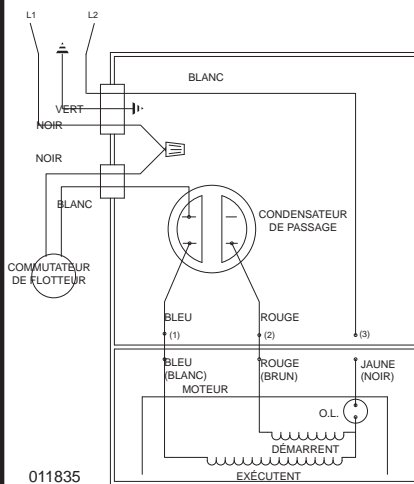 L1 L2
BLANC
VERT
NOIR
NOIR
BLANC
CONDENSATEUR
DE PASSAGE
COMMUTATEUR
DE FLOTTEUR
BLEU ROUGE
(1) (2) (3)
BLEU
(BLANC)
ROUGE
(BRUN)
JAUNE
(NOIR)
MOTEUR
O.L.
DÉMARRENT
EXÉCUTENT
011835